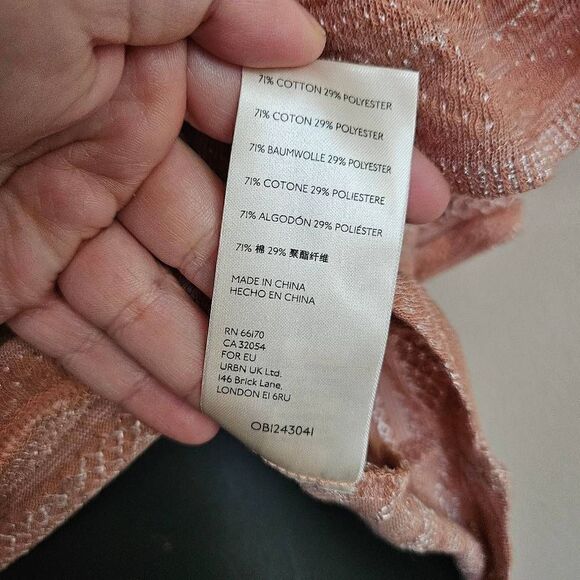 71% COTTON 29% POLYESTER
71% COTON 29% POLYESTER
71% BAUMWOLLE 29% POLYESTER
71% COTONE 29% POLIESTERE
71% ALGODÓN 29% POLIÉSTER
71% 棉 29% 聚酯纤维
MADE IN CHINA
HECHO EN CHINA
RN 66170
CA 32054
FOR EU
URBN UK Ltd.
146 Brick Lane,
LONDON E1 6RU
OB1243041